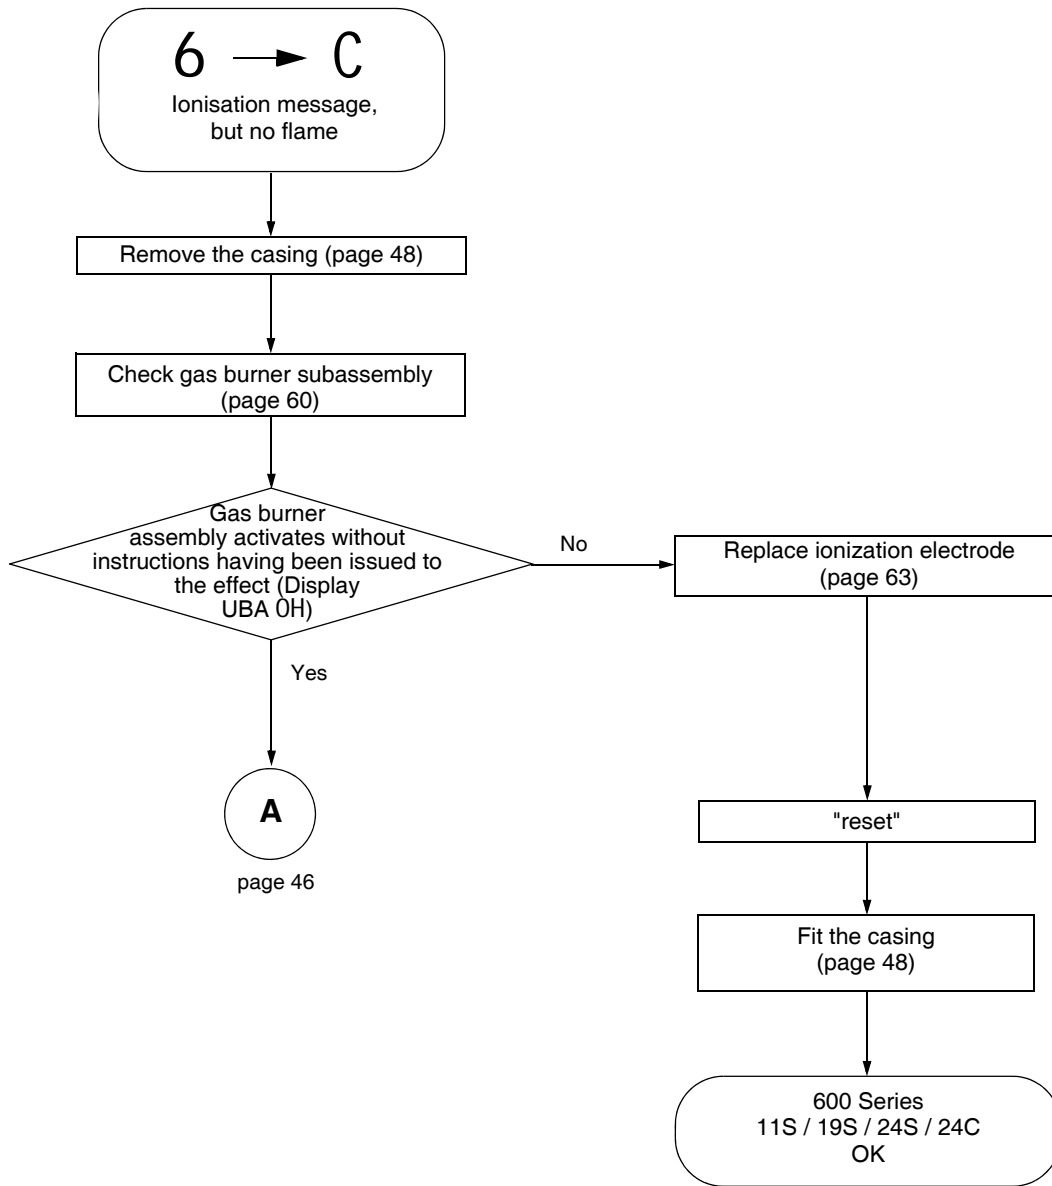 6 → C
Ionisation message,
but no flame
Remove the casing (page 48)
Check gas burner subassembly
(page 60)
Gas burner
assembly activates without
instructions having been issued to
the effect (Display
UBA 0H)
No
Replace ionization electrode
(page 63)
Yes
A
page 46
"reset"
Fit the casing
(page 48)
600 Series
11S / 19S / 24S / 24C
OK